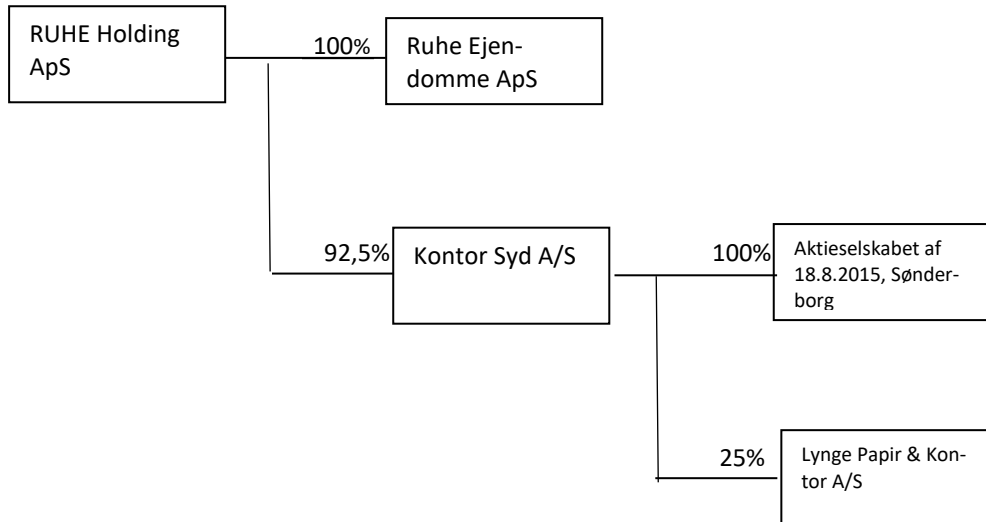 RUHE Holding
ApS
100%
Ruhe Ejen-
domme ApS
92,5%
Kontor Syd A/S
100%
Aktieselskabet af
18.8.2015, Sønder-
borg
25%
Lynge Papir & Kon-
tor A/S